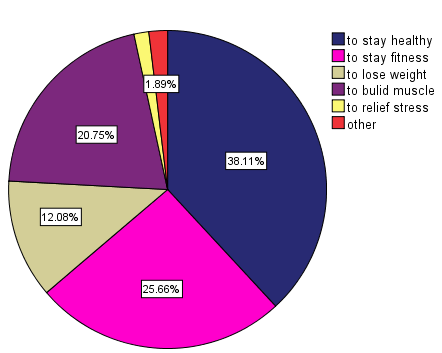 to stay healthy
to stay fitness
to lose weight
to bulid muscle
to relief stress
other
1.89%
20.75%
38.11%
12.08%
25.66%